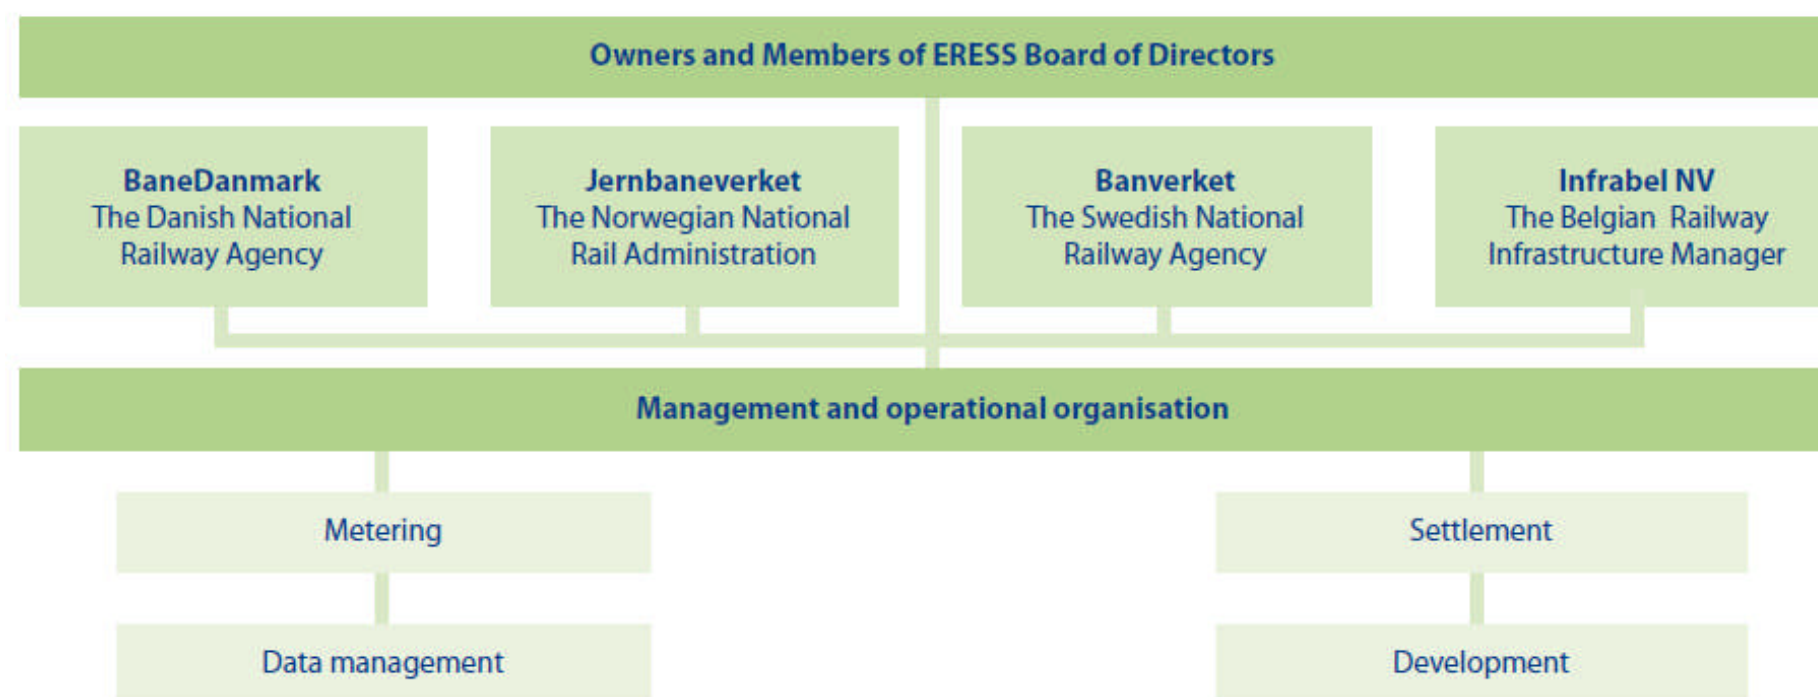 Owners and Members of ERESS Board of Directors
BaneDanmark
The Danish National
Railway Agency
Jernbaneverket
The Norwegian National
Rail Administration
Banverket
The Swedish National
Railway Agency
Infrabel NV
The Belgian Railway
Infrastructure Manager
Management and operational organisation
Metering
Settlement
Data management
Development